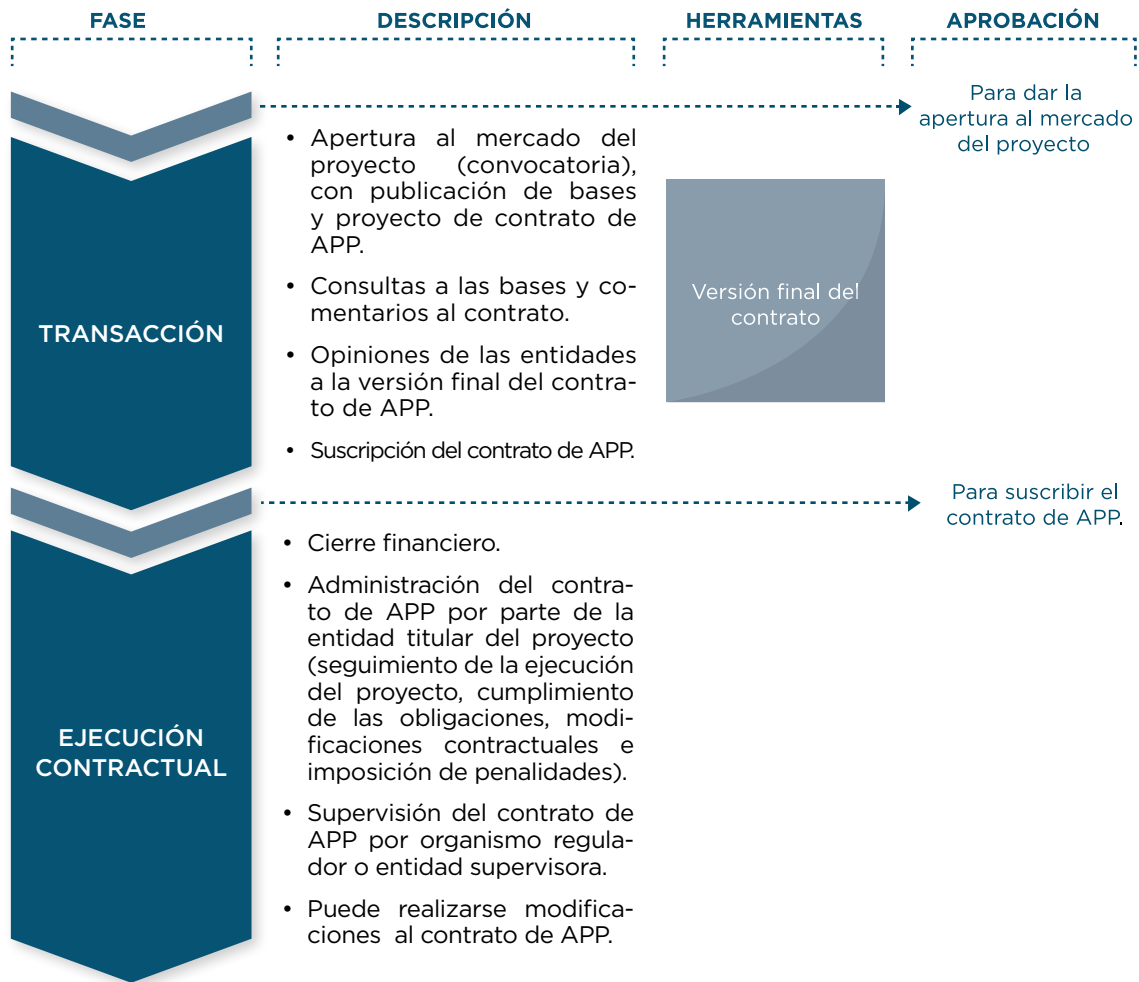 FASE DESCRIPCIÓN HERRAMIENTAS APROBACIÓN
Para dar la
apertura al mercado
del proyecto
TRANSACCIÓN
• Apertura al mercado del
proyecto (convocatoria),
con publicación de bases
y proyecto de contrato de
APP.
• Consultas a las bases y co-
mentarios al contrato.
• Opiniones de las entidades
a la versión final del contra-
to de APP.
• Suscripción del contrato de APP.
Versión final del
contrato
Para suscribir el
contrato de APP.
EJECUCIÓN
CONTRACTUAL
• Cierre financiero.
• Administración del contra-
to de APP por parte de la
entidad titular del proyecto
(seguimiento de la ejecución
del proyecto, cumplimiento
de las obligaciones, modi-
ficaciones contractuales e
imposición de penalidades).
• Supervisión del contrato de
APP por organismo regula-
dor o entidad supervisora.
• Puede realizarse modifica-
ciones al contrato de APP.